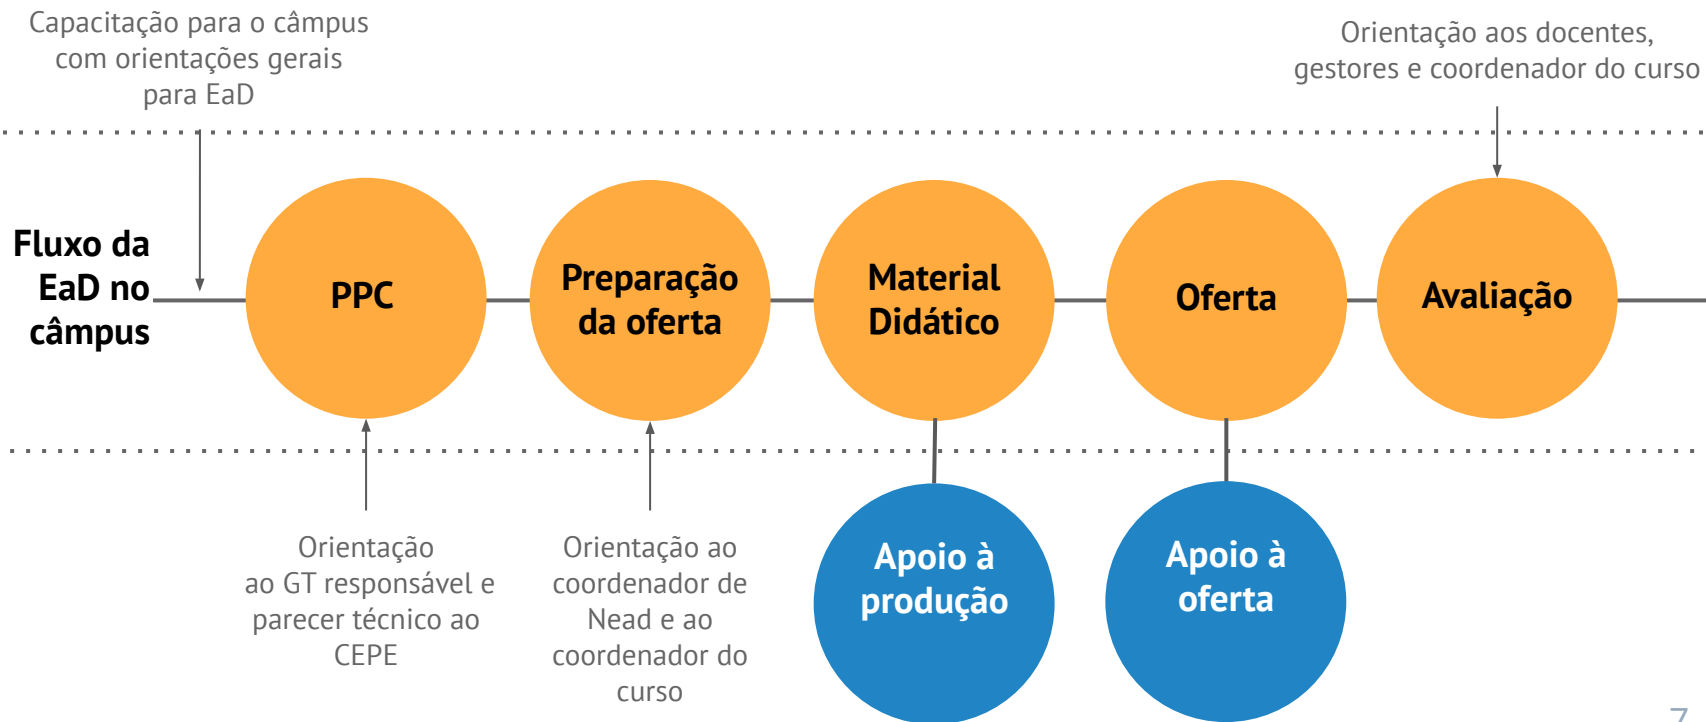 Capacitação para o câmpus
com orientações gerais
para EaD
Orientação aos docentes,
gestores e coordenador do curso
Fluxo da
EaD no
câmpus
PPC
Preparação
da oferta
Material
Didático
Oferta
Avaliação
Orientação
ao GT responsável e
parecer técnico ao
CEPE
Orientação ao
coordenador de
Nead e ao
coordenador do
curso
Apoio à
produção
Apoio à
oferta
7